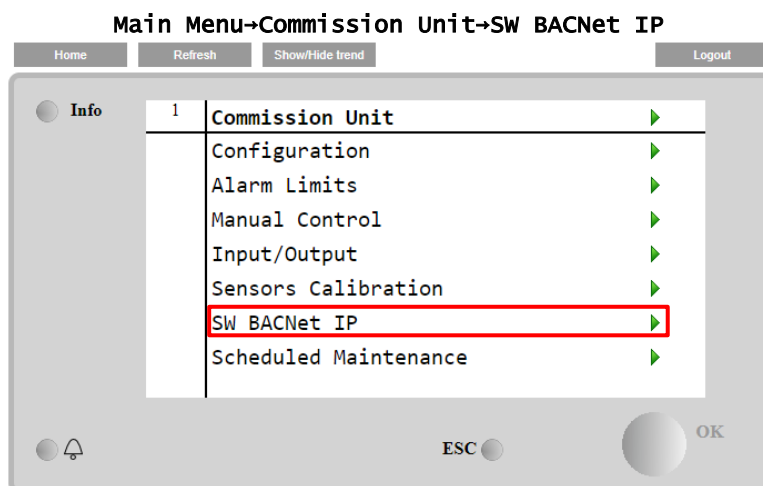 Main Menu→Commission Unit→SW BACNet IP
Home Refresh Show/Hide trend Logout
Info
1 Commission Unit
Configuration
Alarm Limits
Manual Control
Input/Output
Sensors Calibration
SW BACNet IP
Scheduled Maintenance
ESC OK